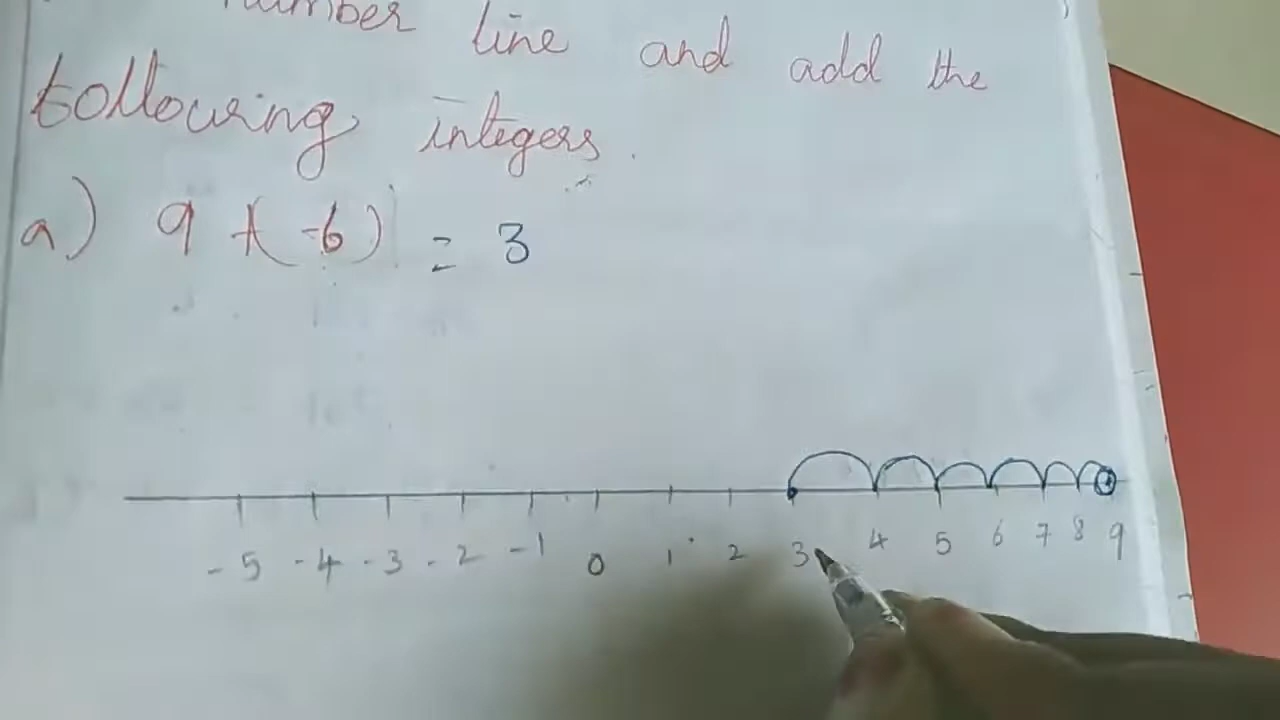 number line and add the
following integers.
a) 9 +(-6) = 3
-5 -4 -3 -2 -1 0 1 2 3 4 5 6 7 8 9